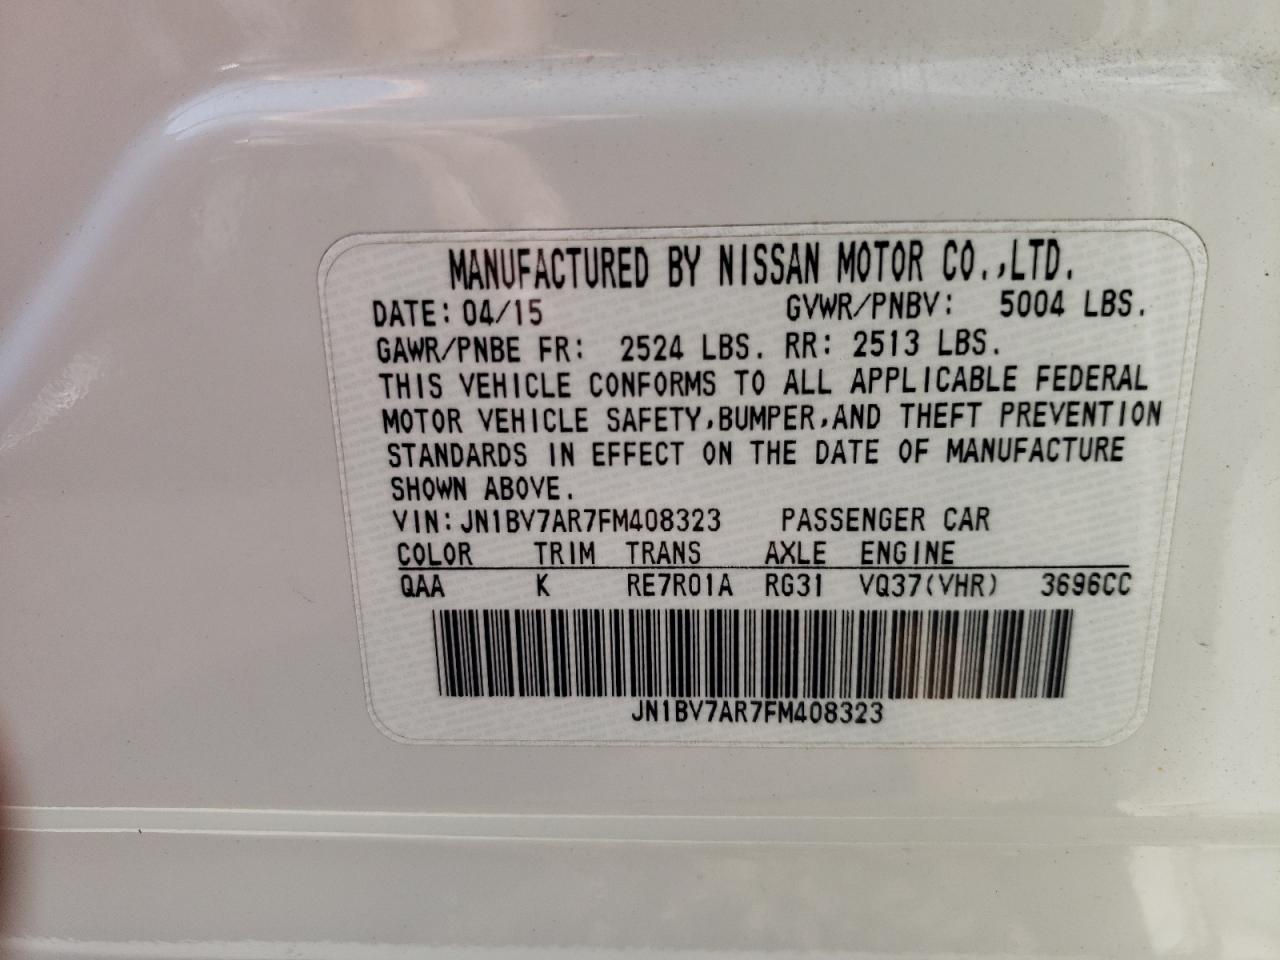 MANUFACTURED BY NISSAN MOTOR CO.,LTD.
DATE: 04/15 GVWR/PNBV: 5004 LBS.
GAWR/PNBE FR: 2524 LBS. RR: 2513 LBS.
THIS VEHICLE CONFORMS TO ALL APPLICABLE FEDERAL
MOTOR VEHICLE SAFETY,BUMPER,AND THEFT PREVENTION
STANDARDS IN EFFECT ON THE DATE OF MANUFACTURE
SHOWN ABOVE.
VIN: JN1BV7AR7FM408323 PASSENGER CAR
COLOR TRIM TRANS AXLE ENGINE
QAA K RE7R01A RG31 VQ37(VHR) 3696CC
JN1BV7AR7FM408323